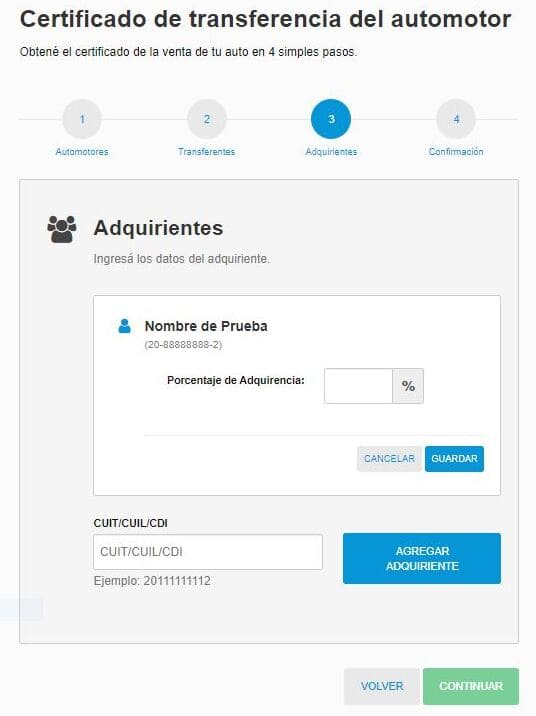 Certificado de transferencia del automotor
Obtené el certificado de la venta de tu auto en 4 simples pasos.
1
2
3
4
Automotores
Transferentes
Adquirientes
Confirmación
Adquirientes
Ingresá los datos del adquiriente.
Nombre de Prueba
(20-88888888-2)
Porcentaje de Adquirencia:
%
CANCELAR
GUARDAR
CUIT/CUIL/CDI
CUIT/CUIL/CDI
Ejemplo: 20111111112
AGREGAR
ADQUIRIENTE
VOLVER
CONTINUAR